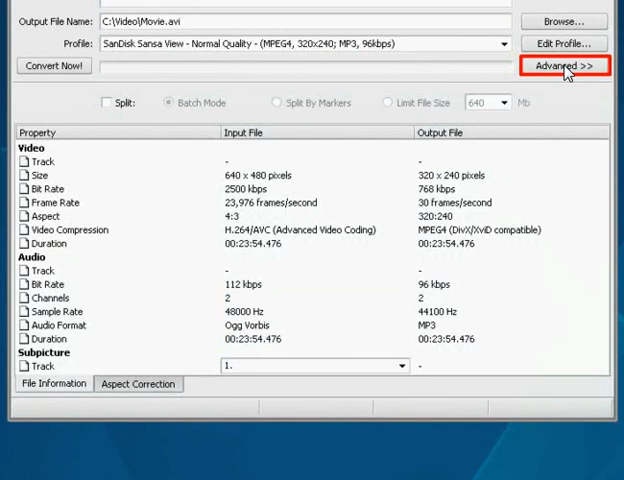 Output File Name: C:\Video\Movie.avi Browse...
Profile: SanDisk Sansa View - Normal Quality - (MPEG4, 320x240; MP3, 96kbps) Edit Profile...
Convert Now! Advanced >>
Split: Batch Mode Split By Markers Limit File Size 640 Mb
Property Input File Output File
Video
Track - -
Size 640 x 480 pixels 320 x 240 pixels
Bit Rate 2500 kbps 768 kbps
Frame Rate 23,976 frames/second 30 frames/second
Aspect 4:3 320:240
Video Compression H.264/AVC (Advanced Video Coding) MPEG4 (DivX/XviD compatible)
Duration 00:23:54.476 00:23:54.476
Audio
Track - -
Bit Rate 112 kbps 96 kbps
Channels 2 2
Sample Rate 48000 Hz 44100 Hz
Audio Format Ogg Vorbis MP3
Duration 00:23:54.476 00:23:54.476
Subpicture
Track 1. -
File Information Aspect Correction